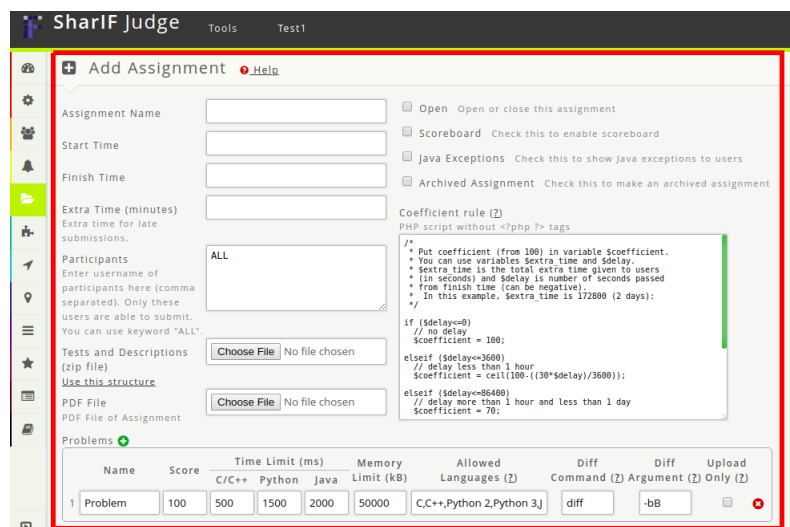 SharIF Judge
Tools
Test1
Add Assignment
Help
Assignment Name
Start Time
Finish Time
Extra Time (minutes)
Extra time for late
submissions.
Participants
Enter username of
participants here (comma
separated). Only these
users are able to submit.
You can use keyword "ALL".
ALL
Tests and Descriptions
(zip file)
Use this structure
Choose File No file chosen
PDF File
PDF File of Assignment
Choose File No file chosen
Open Open or close this assignment
Scoreboard Check this to enable scoreboard
Java Exceptions Check this to show Java exceptions to users
Archived Assignment Check this to make an archived assignment
Coefficient rule (?)
PHP script without <?php ?> tags
/*
* Put coefficient (from 100) in variable $coefficient.
* You can use variables $extra_time and $delay.
* $extra_time is the total extra time given to users
* (in seconds) and $delay is number of seconds passed
* from finish time (can be negative).
* In this example, $extra_time is 172800 (2 days):
*/
if ($delay<=0)
// no delay
$coefficient = 100;
elseif ($delay<=3600)
// delay less than 1 hour
$coefficient = ceil(100-((30*$delay)/3600));
elseif ($delay<=86400)
// delay more than 1 hour and less than 1 day
$coefficient = 70;
Problems
Name
Score
Time Limit (ms)
C/C++ Python Java
Memory
Limit (kB)
Allowed
Languages (?)
Diff
Command (?)
Diff
Argument (?)
Upload
Only (?)
1 Problem 100 500 1500 2000 50000 C,C++,Python 2,Python 3,J diff -bB